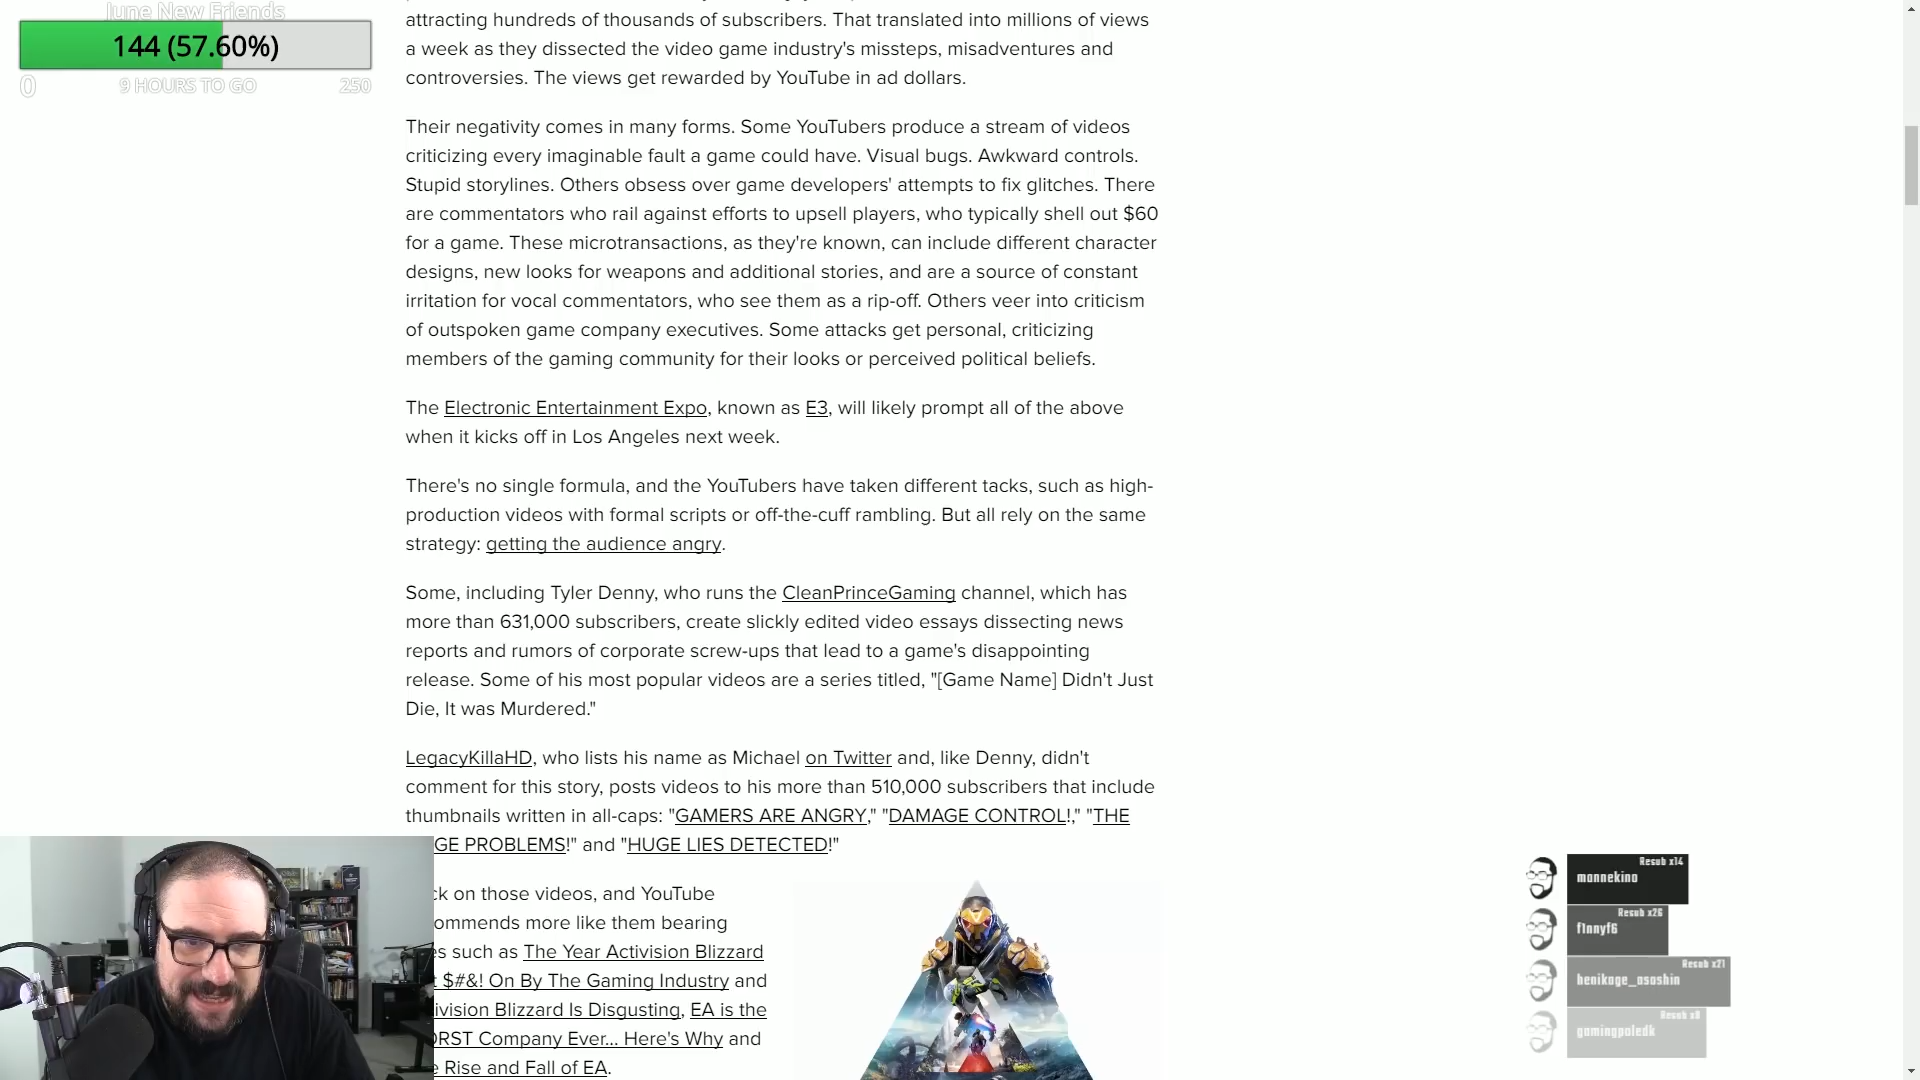 June New Friends
144 (57.60%)
0 9 HOURS TO GO 250
attracting hundreds of thousands of subscribers. That translated into millions of views
a week as they dissected the video game industry's missteps, misadventures and
controversies. The views get rewarded by YouTube in ad dollars.
Their negativity comes in many forms. Some YouTubers produce a stream of videos
criticizing every imaginable fault a game could have. Visual bugs. Awkward controls.
Stupid storylines. Others obsess over game developers' attempts to fix glitches. There
are commentators who rail against efforts to upsell players, who typically shell out $60
for a game. These microtransactions, as they're known, can include different character
designs, new looks for weapons and additional stories, and are a source of constant
irritation for vocal commentators, who see them as a rip-off. Others veer into criticism
of outspoken game company executives. Some attacks get personal, criticizing
members of the gaming community for their looks or perceived political beliefs.
The Electronic Entertainment Expo, known as E3, will likely prompt all of the above
when it kicks off in Los Angeles next week.
There's no single formula, and the YouTubers have taken different tacks, such as high-
production videos with formal scripts or off-the-cuff rambling. But all rely on the same
strategy: getting the audience angry.
Some, including Tyler Denny, who runs the CleanPrinceGaming channel, which has
more than 631,000 subscribers, create slickly edited video essays dissecting news
reports and rumors of corporate screw-ups that lead to a game's disappointing
release. Some of his most popular videos are a series titled, "[Game Name] Didn't Just
Die, It was Murdered."
LegacyKillaHD, who lists his name as Michael on Twitter and, like Denny, didn't
comment for this story, posts videos to his more than 510,000 subscribers that include
thumbnails written in all-caps: "GAMERS ARE ANGRY," "DAMAGE CONTROL!," "THE
GE PROBLEMS!" and "HUGE LIES DETECTED!"
ck on those videos, and YouTube
ommends more like them bearing
es such as The Year Activision Blizzard
t $#&! On By The Gaming Industry and
ivision Blizzard Is Disgusting, EA is the
ORST Company Ever... Here's Why and
e Rise and Fall of EA.
Resub x14
mannekino
Resub x26
f1nnyf6
Resub x21
henikage_asashin
Resub x8
gamingpaledk